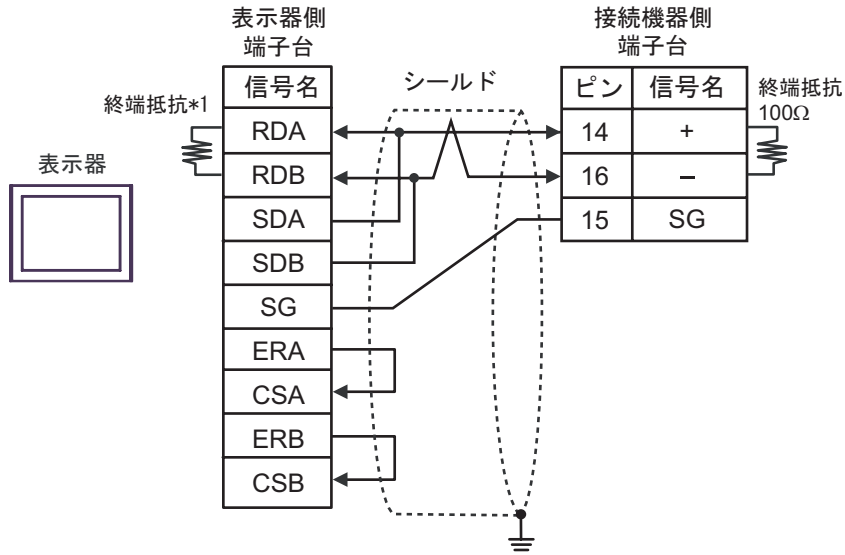 表示器側
端子台
接続機器側
端子台
信号名
シールド
ピン
信号名
終端抵抗
100Ω
終端抵抗*1
RDA
14
+
表示器
RDB
16
–
SDA
15
SG
SDB
SG
ERA
CSA
ERB
CSB